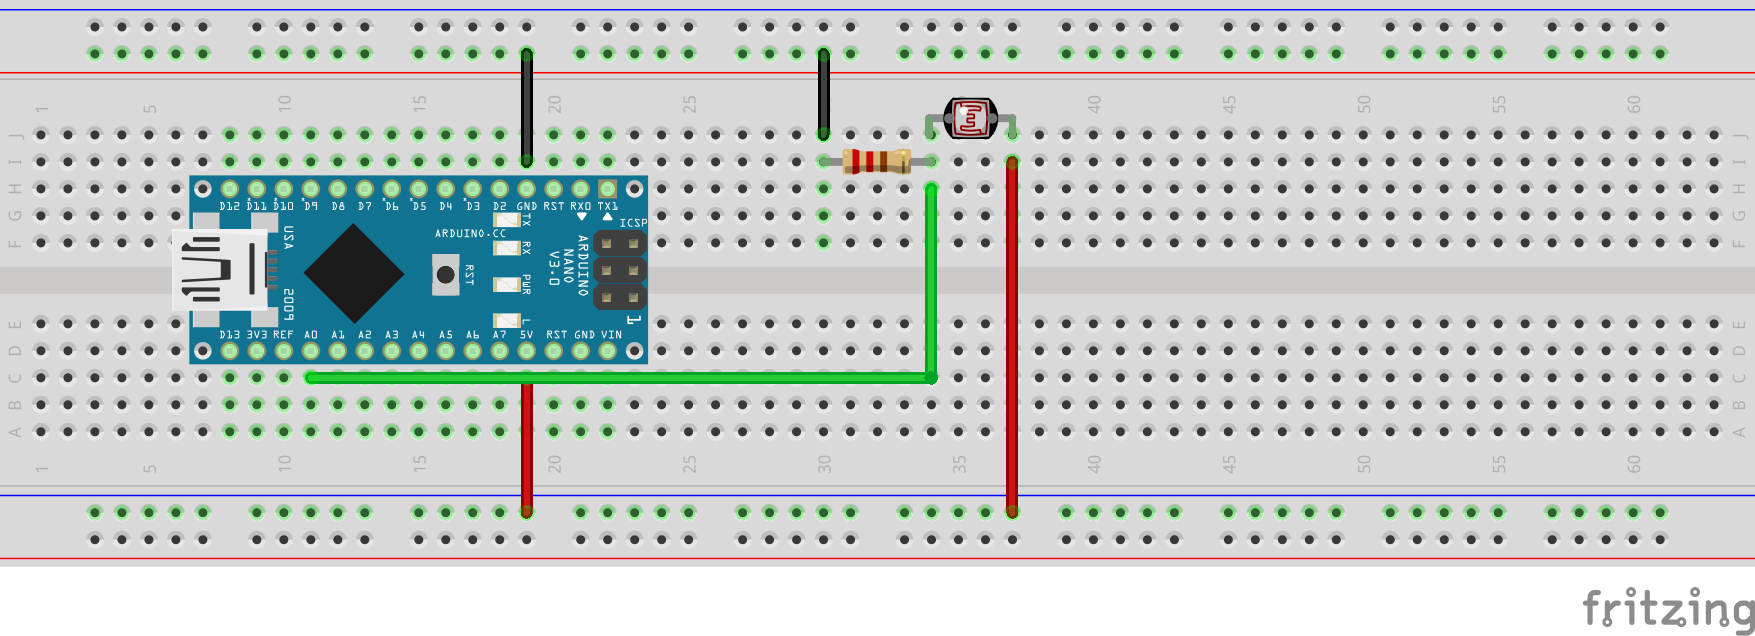 1 5 10 15 20 25 30 35 40 45 50 55 60
J J
I I
H H
G G
F F
D12 D11 D10 D9 D8 D7 D6 D5 D4 D3 D2 GND RST RX0 TX1
ICSP
USA
ARDUINO.CC
TX
RX
PWR
L
RST
ARDUINO
NANO
V3.0
2009
1
D13 3V3 REF A0 A1 A2 A3 A4 A5 A6 A7 5V RST GND VIN
E E
D D
C C
B B
A A
1 5 10 15 20 25 30 35 40 45 50 55 60
fritzing